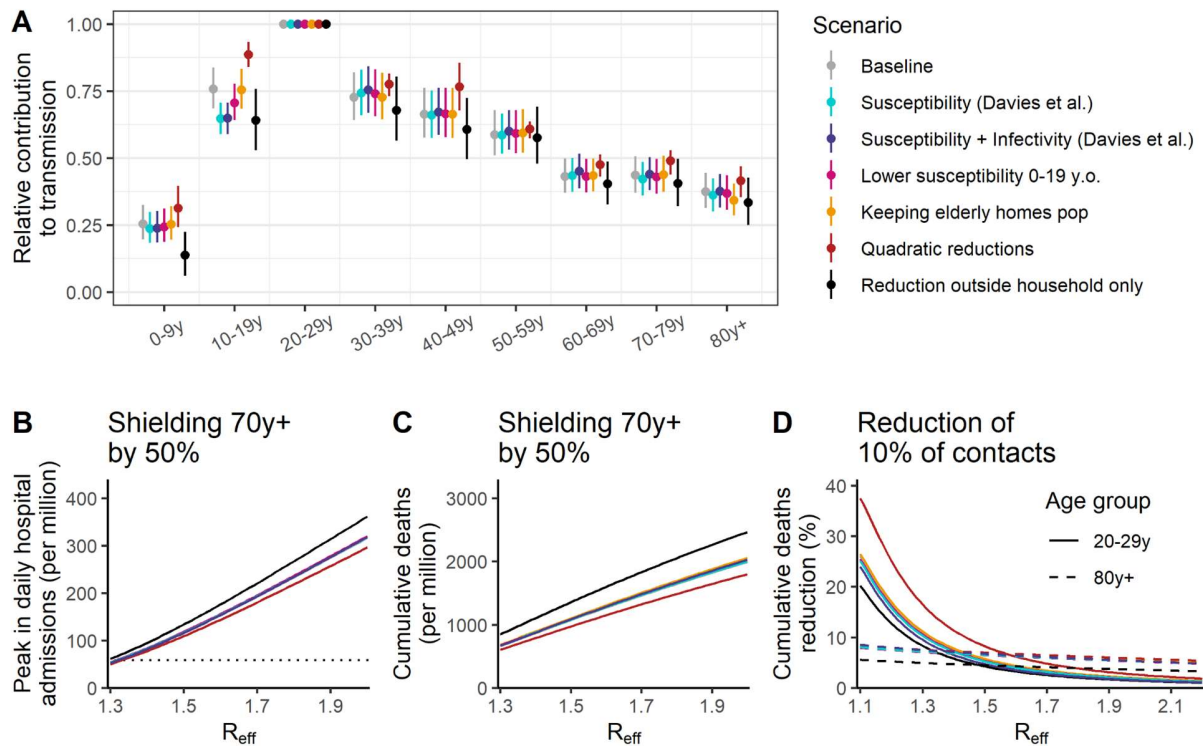 A
Relative contribution
to transmission
1.00
0.75
0.50
0.25
0.00
0-9y
10-19y
20-29y
30-39y
40-49y
50-59y
60-69y
70-79y
80y+
Scenario
Baseline
Susceptibility (Davies et al.)
Susceptibility + Infectivity (Davies et al.)
Lower susceptibility 0-19 y.o.
Keeping elderly homes pop
Quadratic reductions
Reduction outside household only
B
Shielding 70y+
by 50%
Peak in daily hospital
admissions (per million)
400
300
200
100
0
1.3
1.5
1.7
1.9
Reff
C
Shielding 70y+
by 50%
Cumulative deaths
(per million)
3000
2000
1000
0
1.3
1.5
1.7
1.9
Reff
D
Reduction of
10% of contacts
Cumulative deaths
reduction (%)
40
30
20
10
0
1.1
1.3
1.5
1.7
1.9
2.1
Reff
Age group
20-29y
80y+